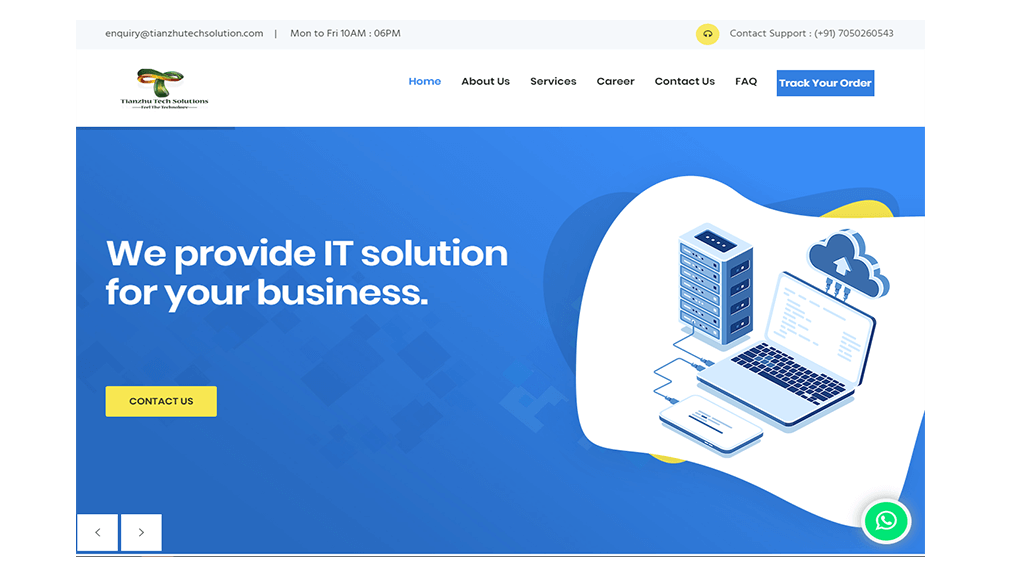 enquiry@tianzhutechsolution.com | Mon to Fri 10AM : 06PM
Contact Support : (+91) 7050260543
Tianzhu Tech Solutions
Feel The Technology
Home About Us Services Career Contact Us FAQ Track Your Order
We provide IT solution
for your business.
CONTACT US